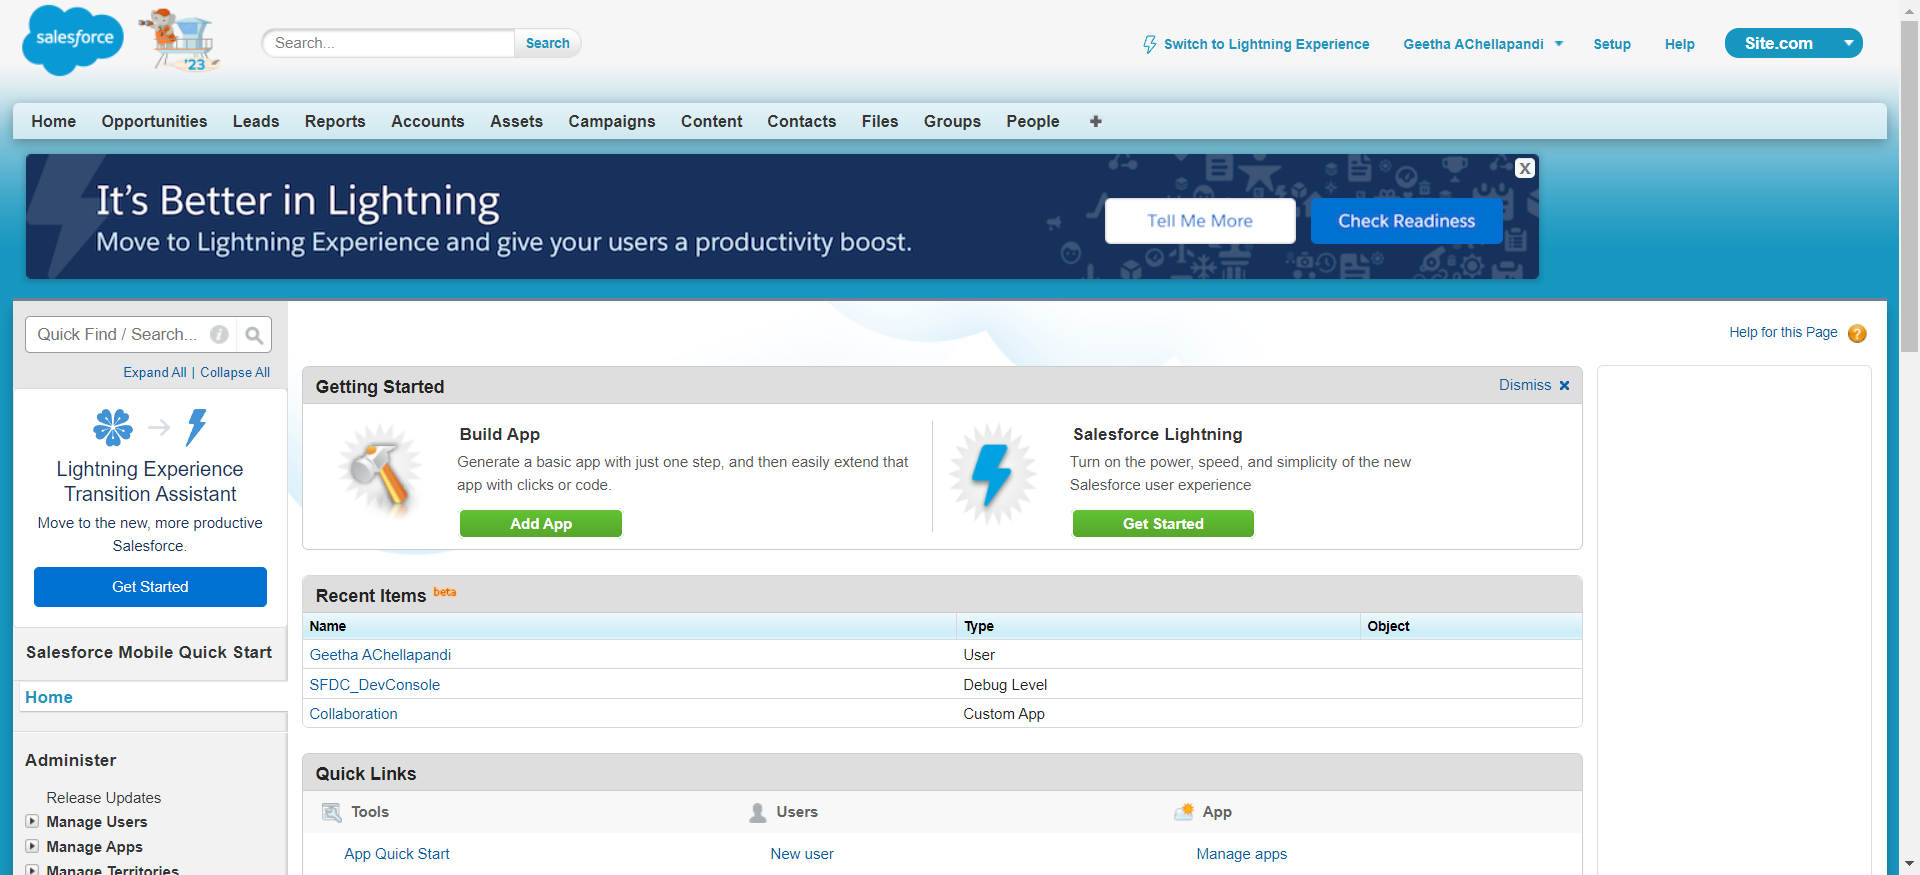 salesforce
'23
Search...
Search
Switch to Lightning Experience
Geetha AChellapandi
Setup
Help
Site.com
Home
Opportunities
Leads
Reports
Accounts
Assets
Campaigns
Content
Contacts
Files
Groups
People
+
It's Better in Lightning
Move to Lightning Experience and give your users a productivity boost.
Tell Me More
Check Readiness
X
Quick Find / Search...
i
Expand All | Collapse All
Lightning Experience
Transition Assistant
Move to the new, more productive
Salesforce.
Get Started
Salesforce Mobile Quick Start
Home
Administer
Release Updates
Manage Users
Manage Apps
Manage Territories
Help for this Page ?
Getting Started
Dismiss x
Build App
Generate a basic app with just one step, and then easily extend that
app with clicks or code.
Add App
Salesforce Lightning
Turn on the power, speed, and simplicity of the new
Salesforce user experience
Get Started
Recent Items beta
Name Type Object
Geetha AChellapandi User
SFDC_DevConsole Debug Level
Collaboration Custom App
Quick Links
Tools Users App
App Quick Start New user Manage apps